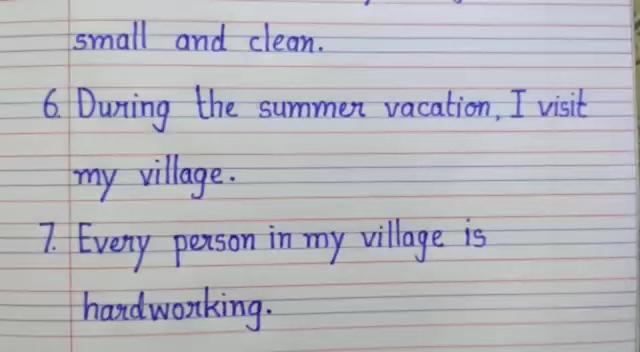 small and clean.
6. During the summer vacation, I visit
my village.
7. Every person in my village is
hardworking.